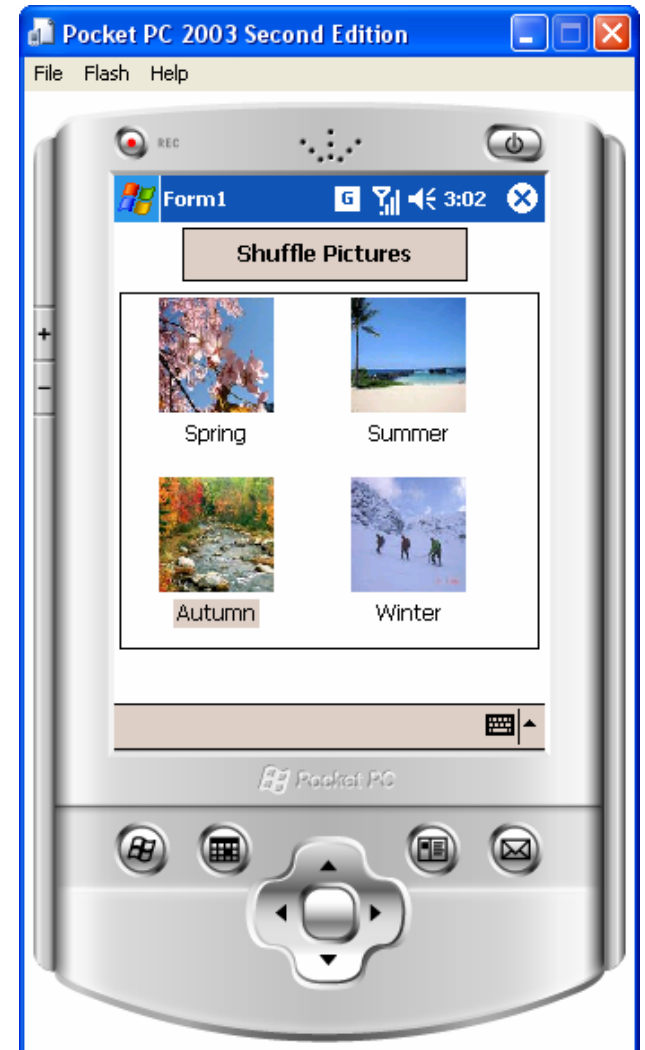 Pocket PC 2003 Second Edition
File Flash Help
REC
Form1 G 3:02
Shuffle Pictures
Spring Summer
Autumn Winter
Pocket PC